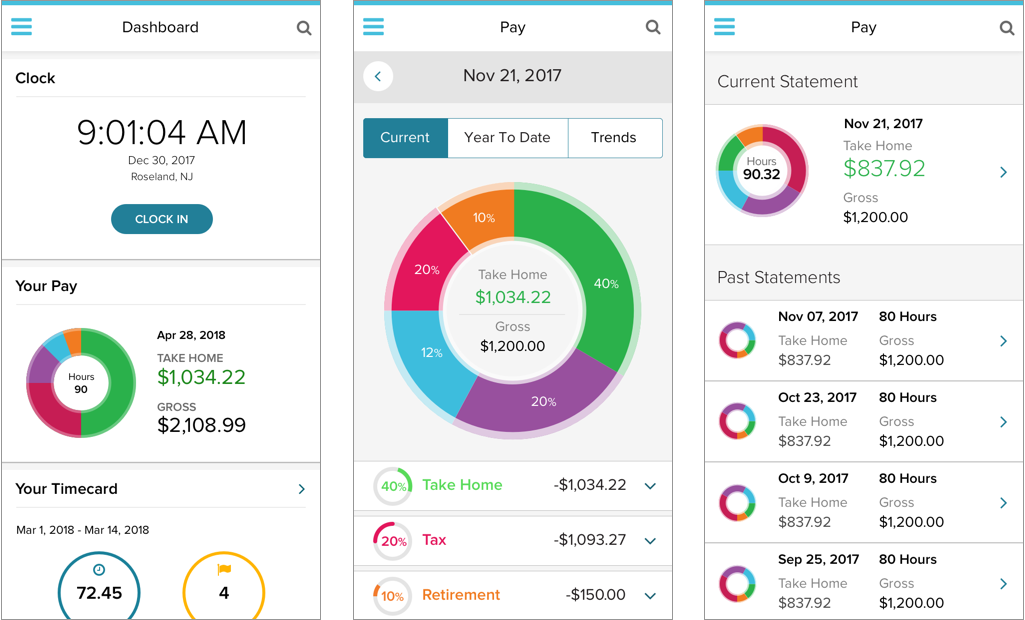 Dashboard
Clock
9:01:04 AM
Dec 30, 2017
Roseland, NJ
CLOCK IN
Your Pay
Hours
90
Apr 28, 2018
TAKE HOME
$1,034.22
GROSS
$2,108.99
Your Timecard
Mar 1, 2018 - Mar 14, 2018
72.45
4
Pay
Nov 21, 2017
Current Year To Date Trends
10%
40%
20%
12%
20%
Take Home
$1,034.22
Gross
$1,200.00
40% Take Home -$1,034.22
20% Tax -$1,093.27
10% Retirement -$150.00
Pay
Current Statement
Hours
90.32
Nov 21, 2017
Take Home
$837.92
Gross
$1,200.00
Past Statements
Nov 07, 2017 80 Hours
Take Home Gross
$837.92 $1,200.00
Oct 23, 2017 80 Hours
Take Home Gross
$837.92 $1,200.00
Oct 9, 2017 80 Hours
Take Home Gross
$837.92 $1,200.00
Sep 25, 2017 80 Hours
Take Home Gross
$837.92 $1,200.00